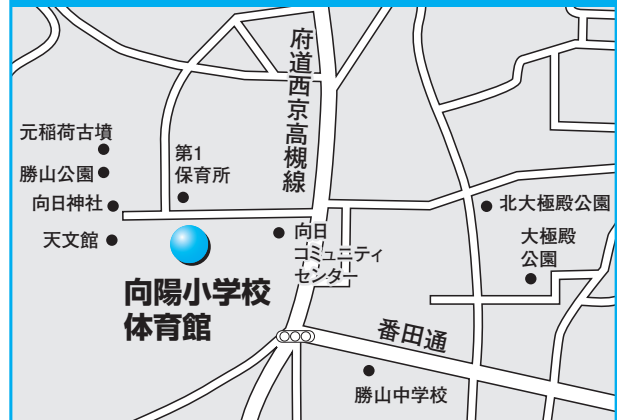 府道西京高槻線
元稲荷古墳
勝山公園
向日神社
天文館
第1
保育所
向日
コミュニティ
センター
北大極殿公園
大極殿
公園
向陽小学校
体育館
番田通
勝山中学校